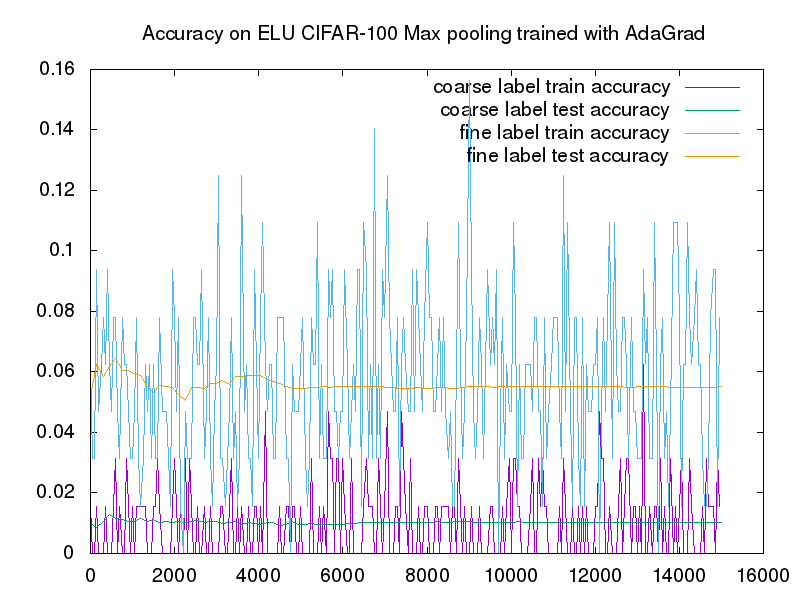 Accuracy on ELU CIFAR-100 Max pooling trained with AdaGrad
0.16
coarse label train accuracy
coarse label test accuracy
0.14
fine label train accuracy
fine label test accuracy
0.12
0.1
0.08
0.06
0.04
0.02
0
0 2000 4000 6000 8000 10000 12000 14000 16000